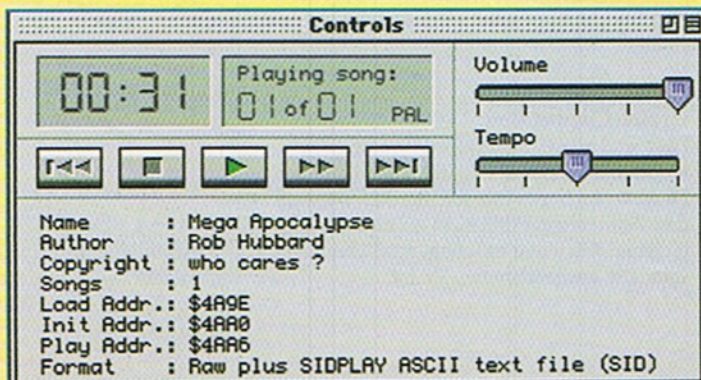 Controls
00:31
Playing song:
01 of 01 PAL
Volume
Tempo
Name : Mega Apocalypse
Author : Rob Hubbard
Copyright : who cares ?
Songs : 1
Load Addr.: $4A9E
Init Addr.: $4AA0
Play Addr.: $4AA6
Format : Raw plus SIDPLAY ASCII text file (SID)